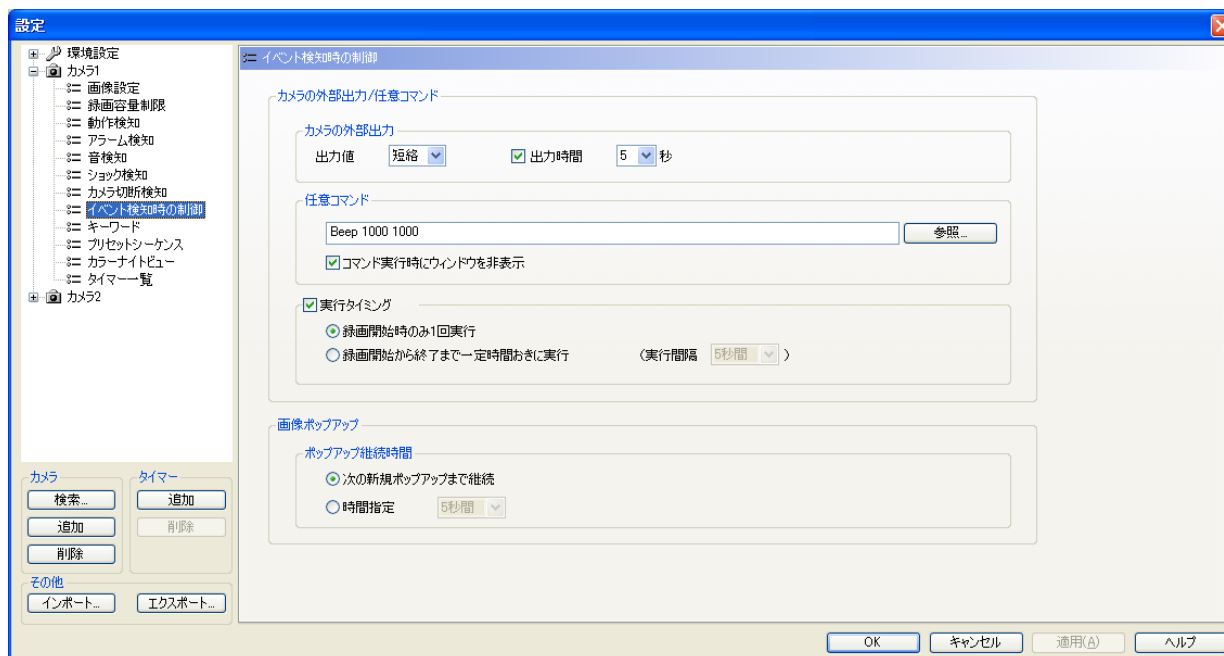 設定
環境設定
カメラ1
画像設定
録画容量制限
動作検知
アラーム検知
音検知
ショック検知
カメラ切断検知
イベント検知時の制御
キーワード
プリセットシーケンス
カラーナイトビュー
タイマー一覧
カメラ2
カメラ
検索...
追加
削除
タイマー
追加
削除
その他
インポート...
エクスポート...
イベント検知時の制御
カメラの外部出力/任意コマンド
カメラの外部出力
出力値 短絡 出力時間 5 秒
任意コマンド
Beep 1000 1000 参照...
コマンド実行時にウィンドウを非表示
実行タイミング
録画開始時のみ1回実行
録画開始から終了まで一定時間おきに実行 (実行間隔 5秒間 )
画像ポップアップ
ポップアップ継続時間
次の新規ポップアップまで継続
時間指定 5秒間
OK キャンセル 適用(A) ヘルプ